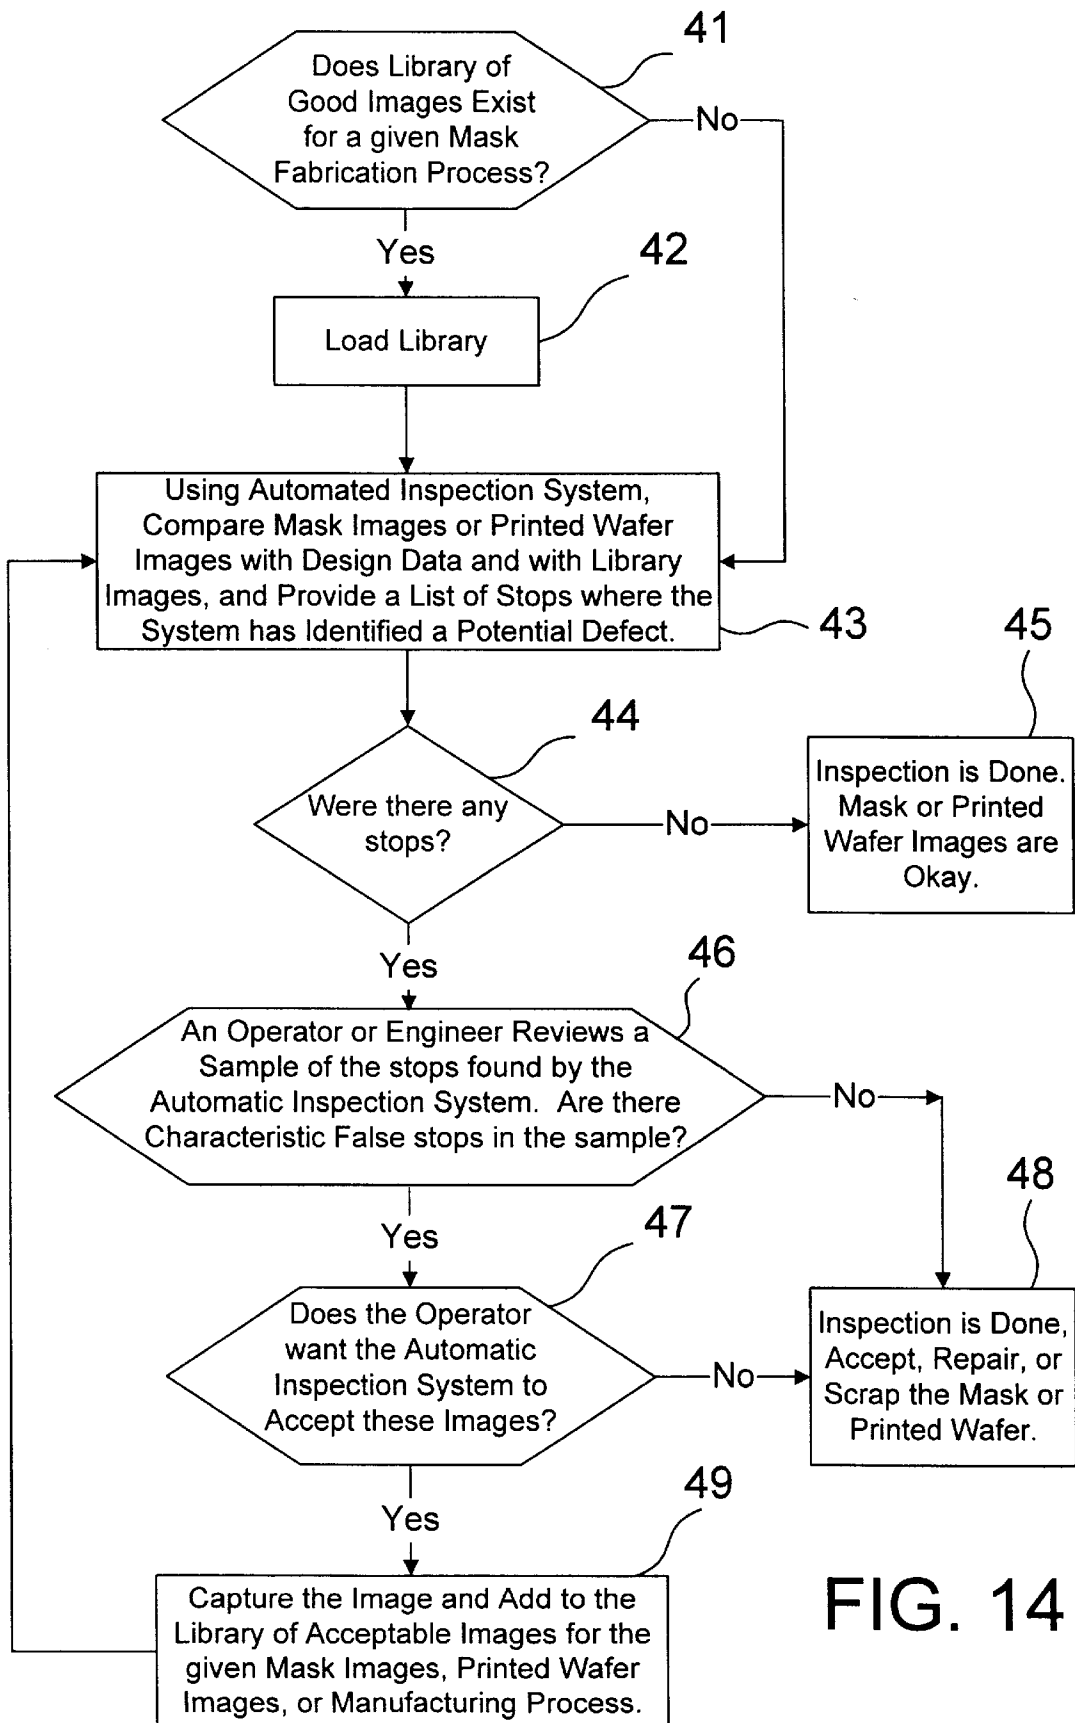 41
Does Library of
Good Images Exist
for a given Mask
Fabrication Process?
No
Yes
42
Load Library
Using Automated Inspection System,
Compare Mask Images or Printed Wafer
Images with Design Data and with Library
Images, and Provide a List of Stops where the
System has Identified a Potential Defect.
43
44
Were there any
stops?
No
45
Inspection is Done.
Mask or Printed
Wafer Images are
Okay.
Yes
46
An Operator or Engineer Reviews a
Sample of the stops found by the
Automatic Inspection System. Are there
Characteristic False stops in the sample?
No
Yes
47
Does the Operator
want the Automatic
Inspection System to
Accept these Images?
No
48
Inspection is Done,
Accept, Repair, or
Scrap the Mask or
Printed Wafer.
Yes
49
Capture the Image and Add to the
Library of Acceptable Images for the
given Mask Images, Printed Wafer
Images, or Manufacturing Process.
FIG. 14